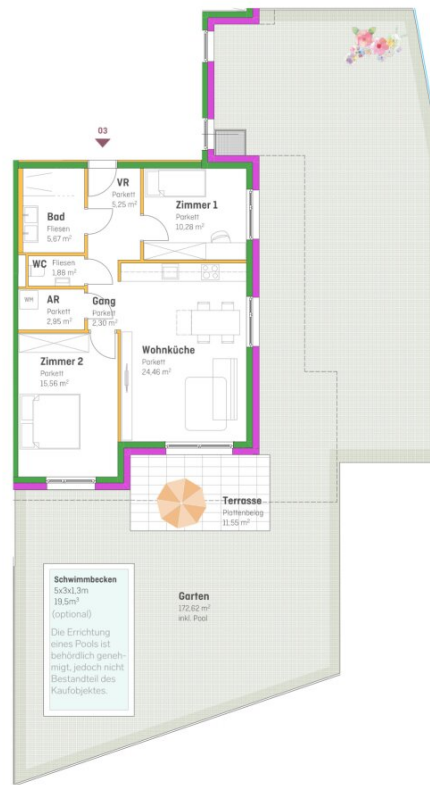 03
VR
Parkett
5,25 m²
Zimmer 1
Parkett
10,28 m²
Bad
Fliesen
5,67 m²
WC
Fliesen
1,88 m²
WM
AR
Parkett
2,95 m²
Gang
Parkett
2,30 m²
Zimmer 2
Parkett
15,56 m²
Wohnküche
Parkett
24,46 m²
Terrasse
Plattenbelag
11,55 m²
Schwimmbecken
5x3x1,3m
19,5m³
(optional)
Die Errichtung
eines Pools ist
behördlich geneh-
migt, jedoch nicht
Bestandteil des
Kaufobjektes.
Garten
172,62 m²
inkl. Pool